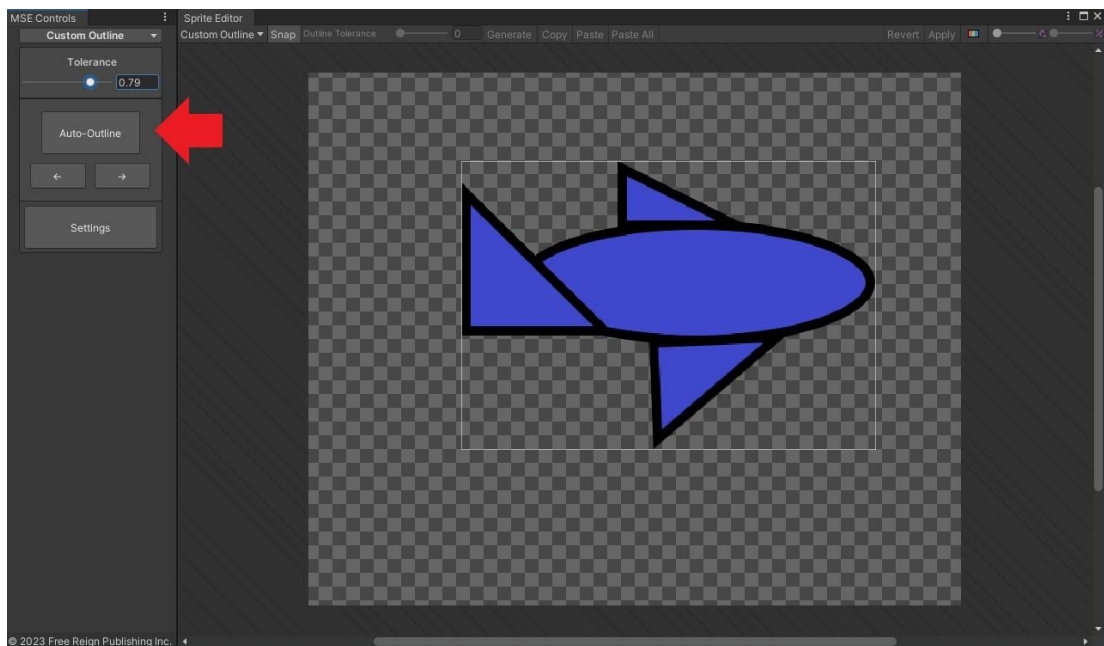 MSE Controls
Custom Outline
Tolerance
0.79
Auto-Outline
← →
Settings
© 2023 Free Reign Publishing Inc.
Sprite Editor
Custom Outline Snap Outline Tolerance 0 Generate Copy Paste Paste All Revert Apply